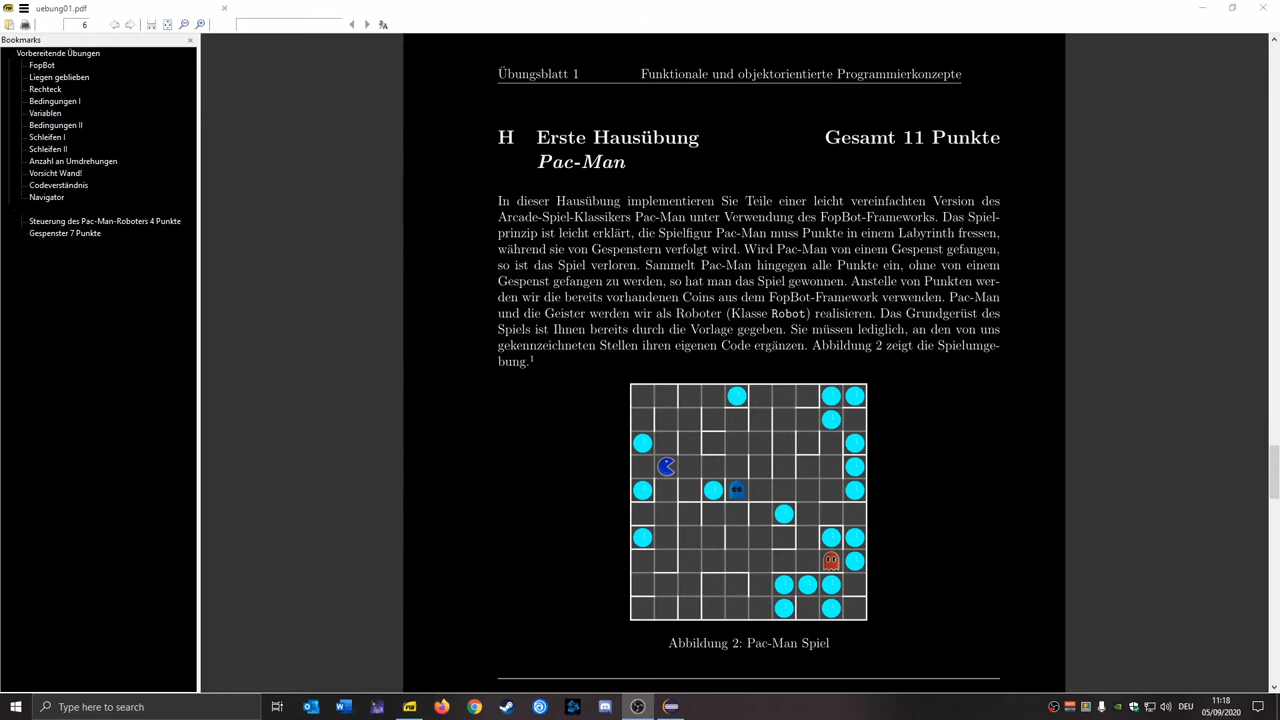 uebung01.pdf
6
Bookmarks
Vorbereitende Übungen
FopBot
Liegen geblieben
Rechteck
Bedingungen I
Variablen
Bedingungen II
Schleifen I
Schleifen II
Anzahl an Umdrehungen
Vorsicht Wand!
Codeverständnis
Navigator
Steuerung des Pac-Man-Roboters 4 Punkte
Gespenster 7 Punkte
Übungsblatt 1 Funktionale und objektorientierte Programmierkonzepte
H Erste Hausübung Gesamt 11 Punkte
Pac-Man
In dieser Hausübung implementieren Sie Teile einer leicht vereinfachten Version des
Arcade-Spiel-Klassikers Pac-Man unter Verwendung des FopBot-Frameworks. Das Spiel-
prinzip ist leicht erklärt, die Spielfigur Pac-Man muss Punkte in einem Labyrinth fressen,
während sie von Gespenstern verfolgt wird. Wird Pac-Man von einem Gespenst gefangen,
so ist das Spiel verloren. Sammelt Pac-Man hingegen alle Punkte ein, ohne von einem
Gespenst gefangen zu werden, so hat man das Spiel gewonnen. Anstelle von Punkten wer-
den wir die bereits vorhandenen Coins aus dem FopBot-Framework verwenden. Pac-Man
und die Geister werden wir als Roboter (Klasse Robot) realisieren. Das Grundgerüst des
Spiels ist Ihnen bereits durch die Vorlage gegeben. Sie müssen lediglich, an den von uns
gekennzeichneten Stellen ihren eigenen Code ergänzen. Abbildung 2 zeigt die Spielumge-
bung.1
Abbildung 2: Pac-Man Spiel
Type here to search
DEU
11:18
05/09/2020